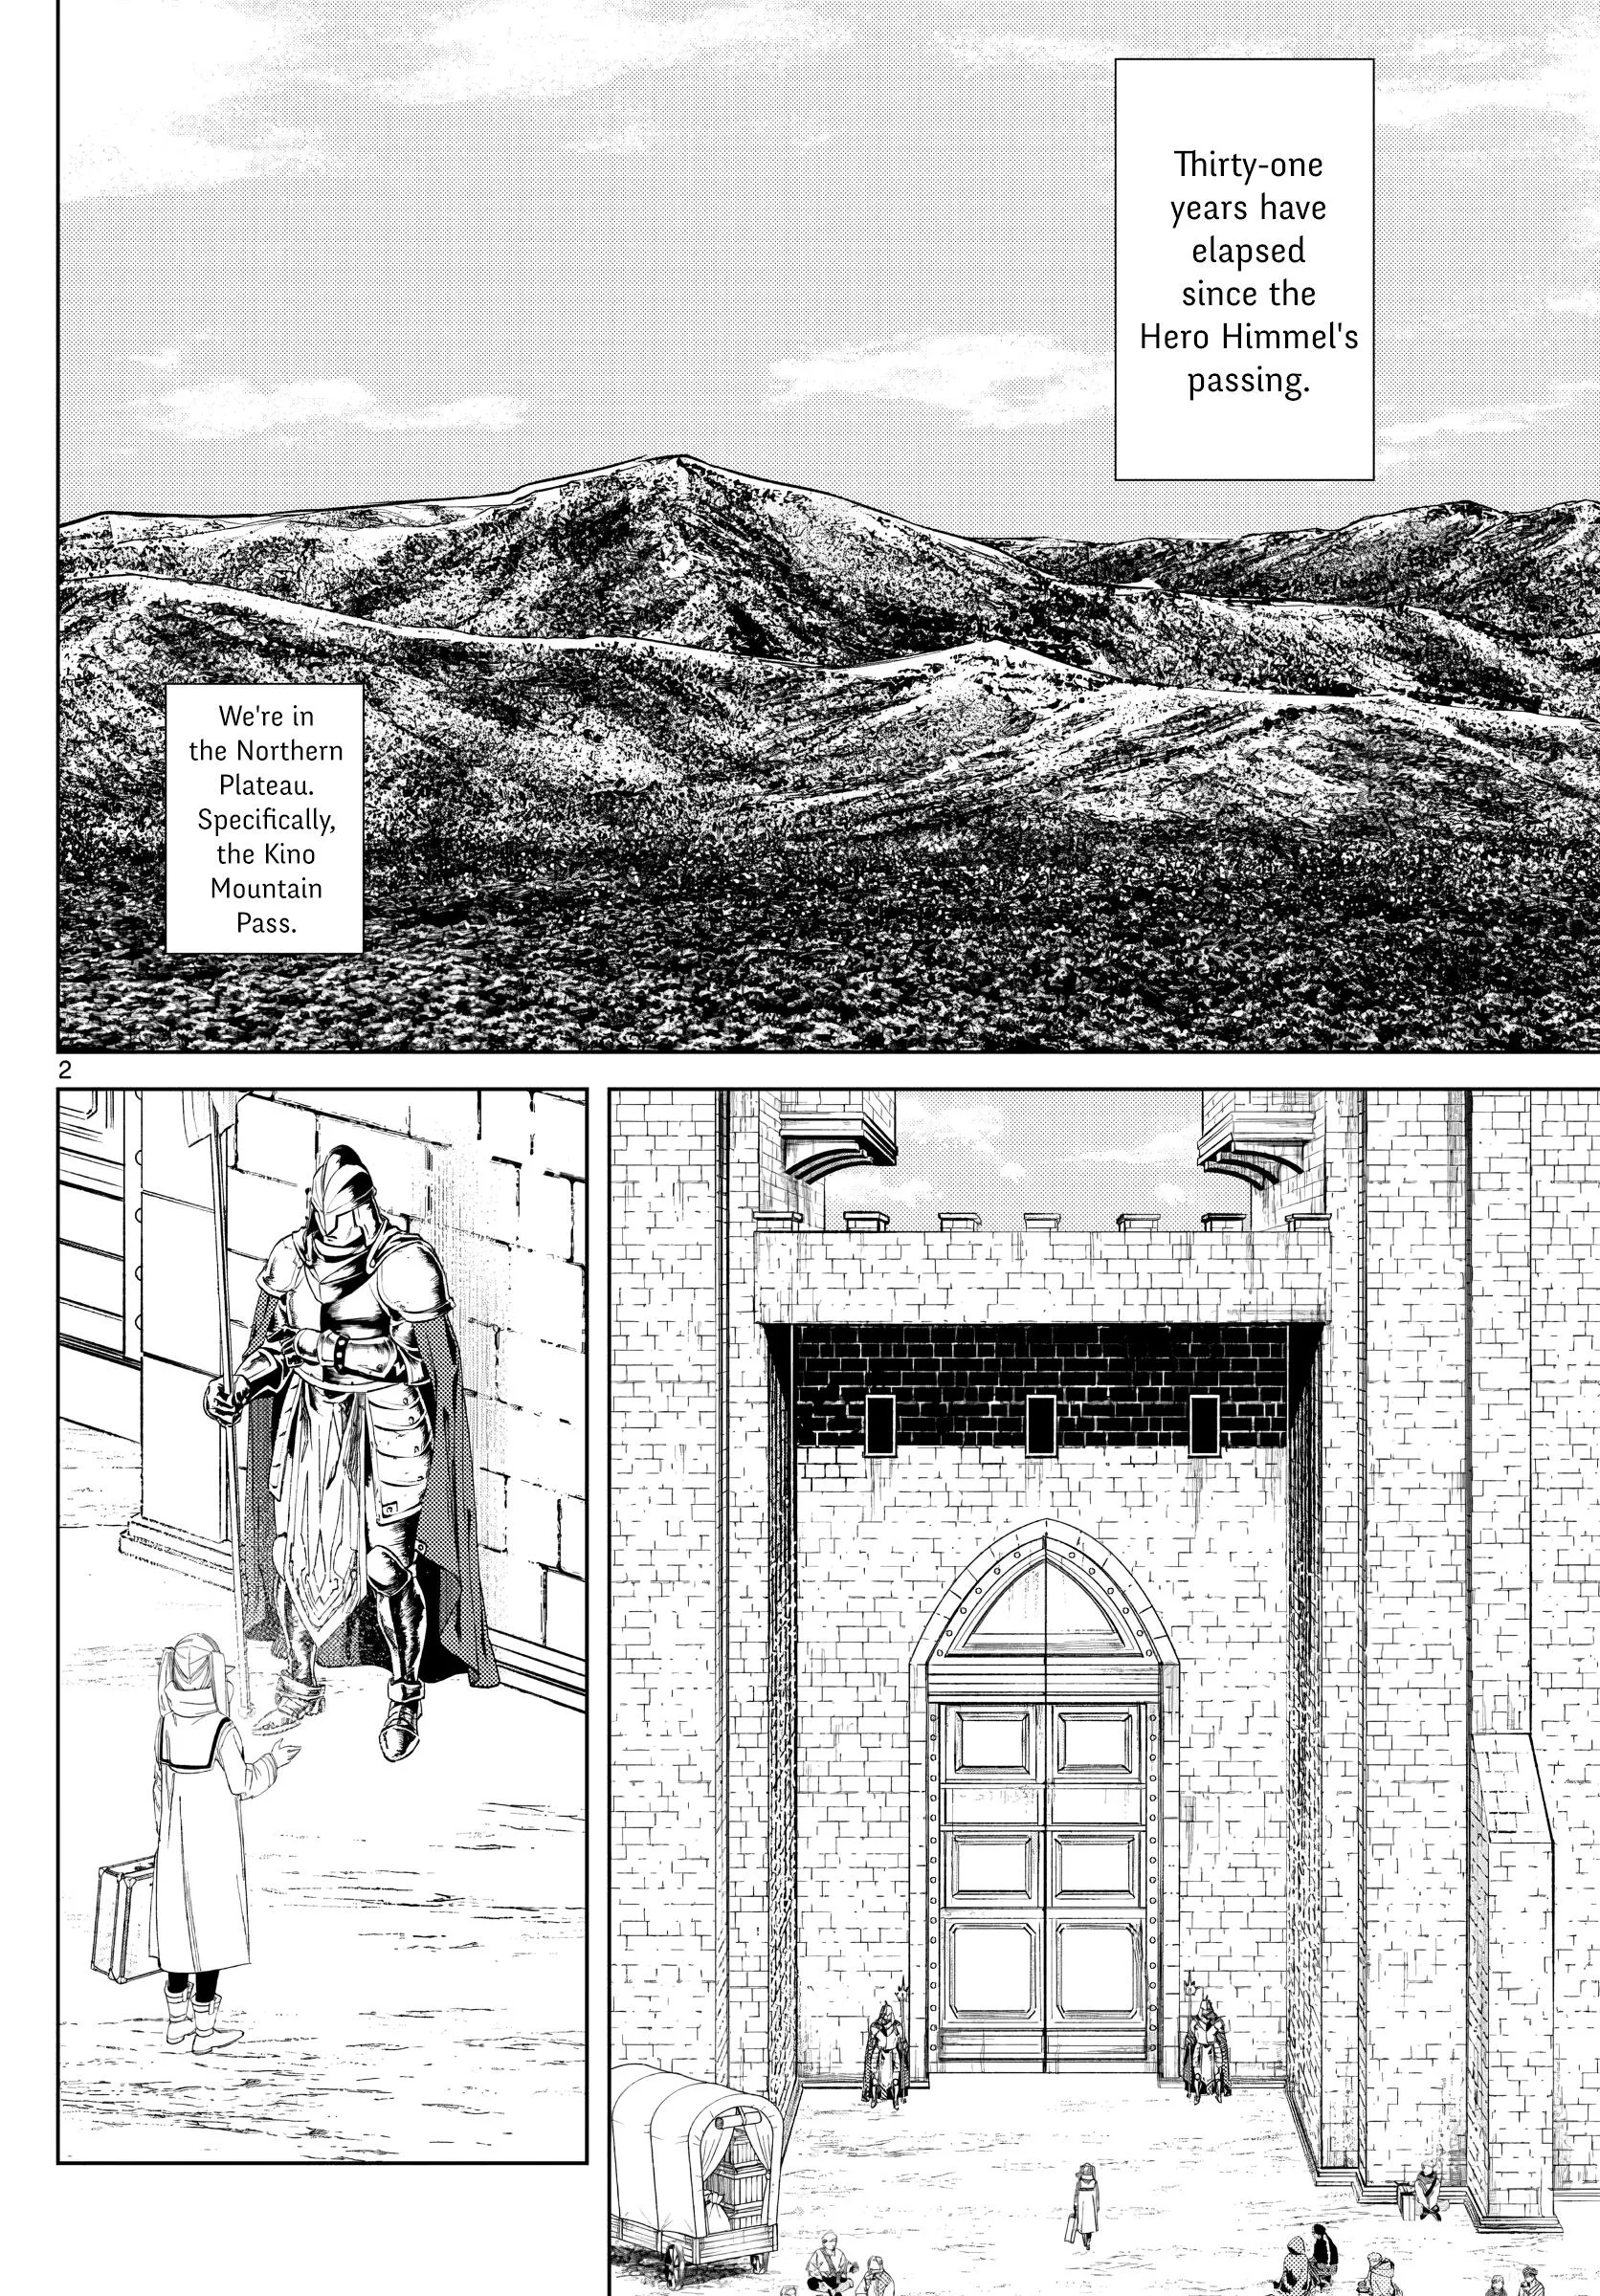 Thirty-one
years have
elapsed
since the
Hero Himmel's
passing.
We're in
the Northern
Plateau.
Specifically,
the Kino
Mountain
Pass.
2